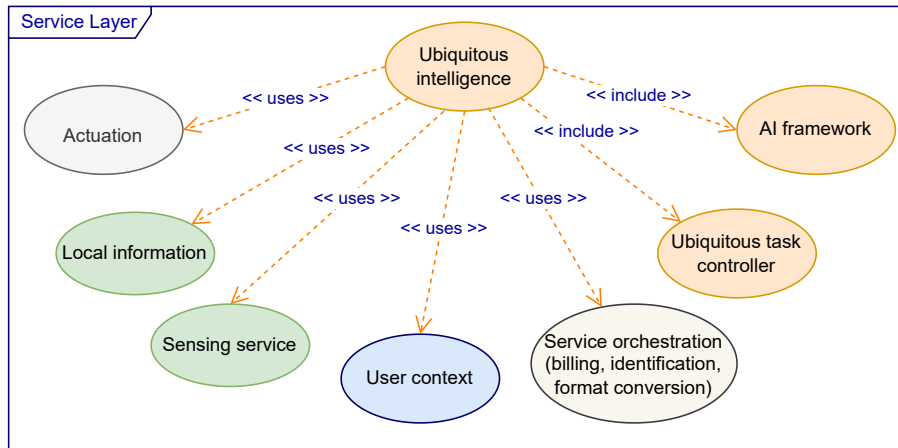 Service Layer
Ubiquitous
intelligence
<< uses >>
<< include >>
Actuation
<< uses >>
<< include >>
AI framework
<< uses >>
<< uses >>
<< uses >>
Local information
Ubiquitous task
controller
Sensing service
User context
Service orchestration
(billing, identification,
format conversion)